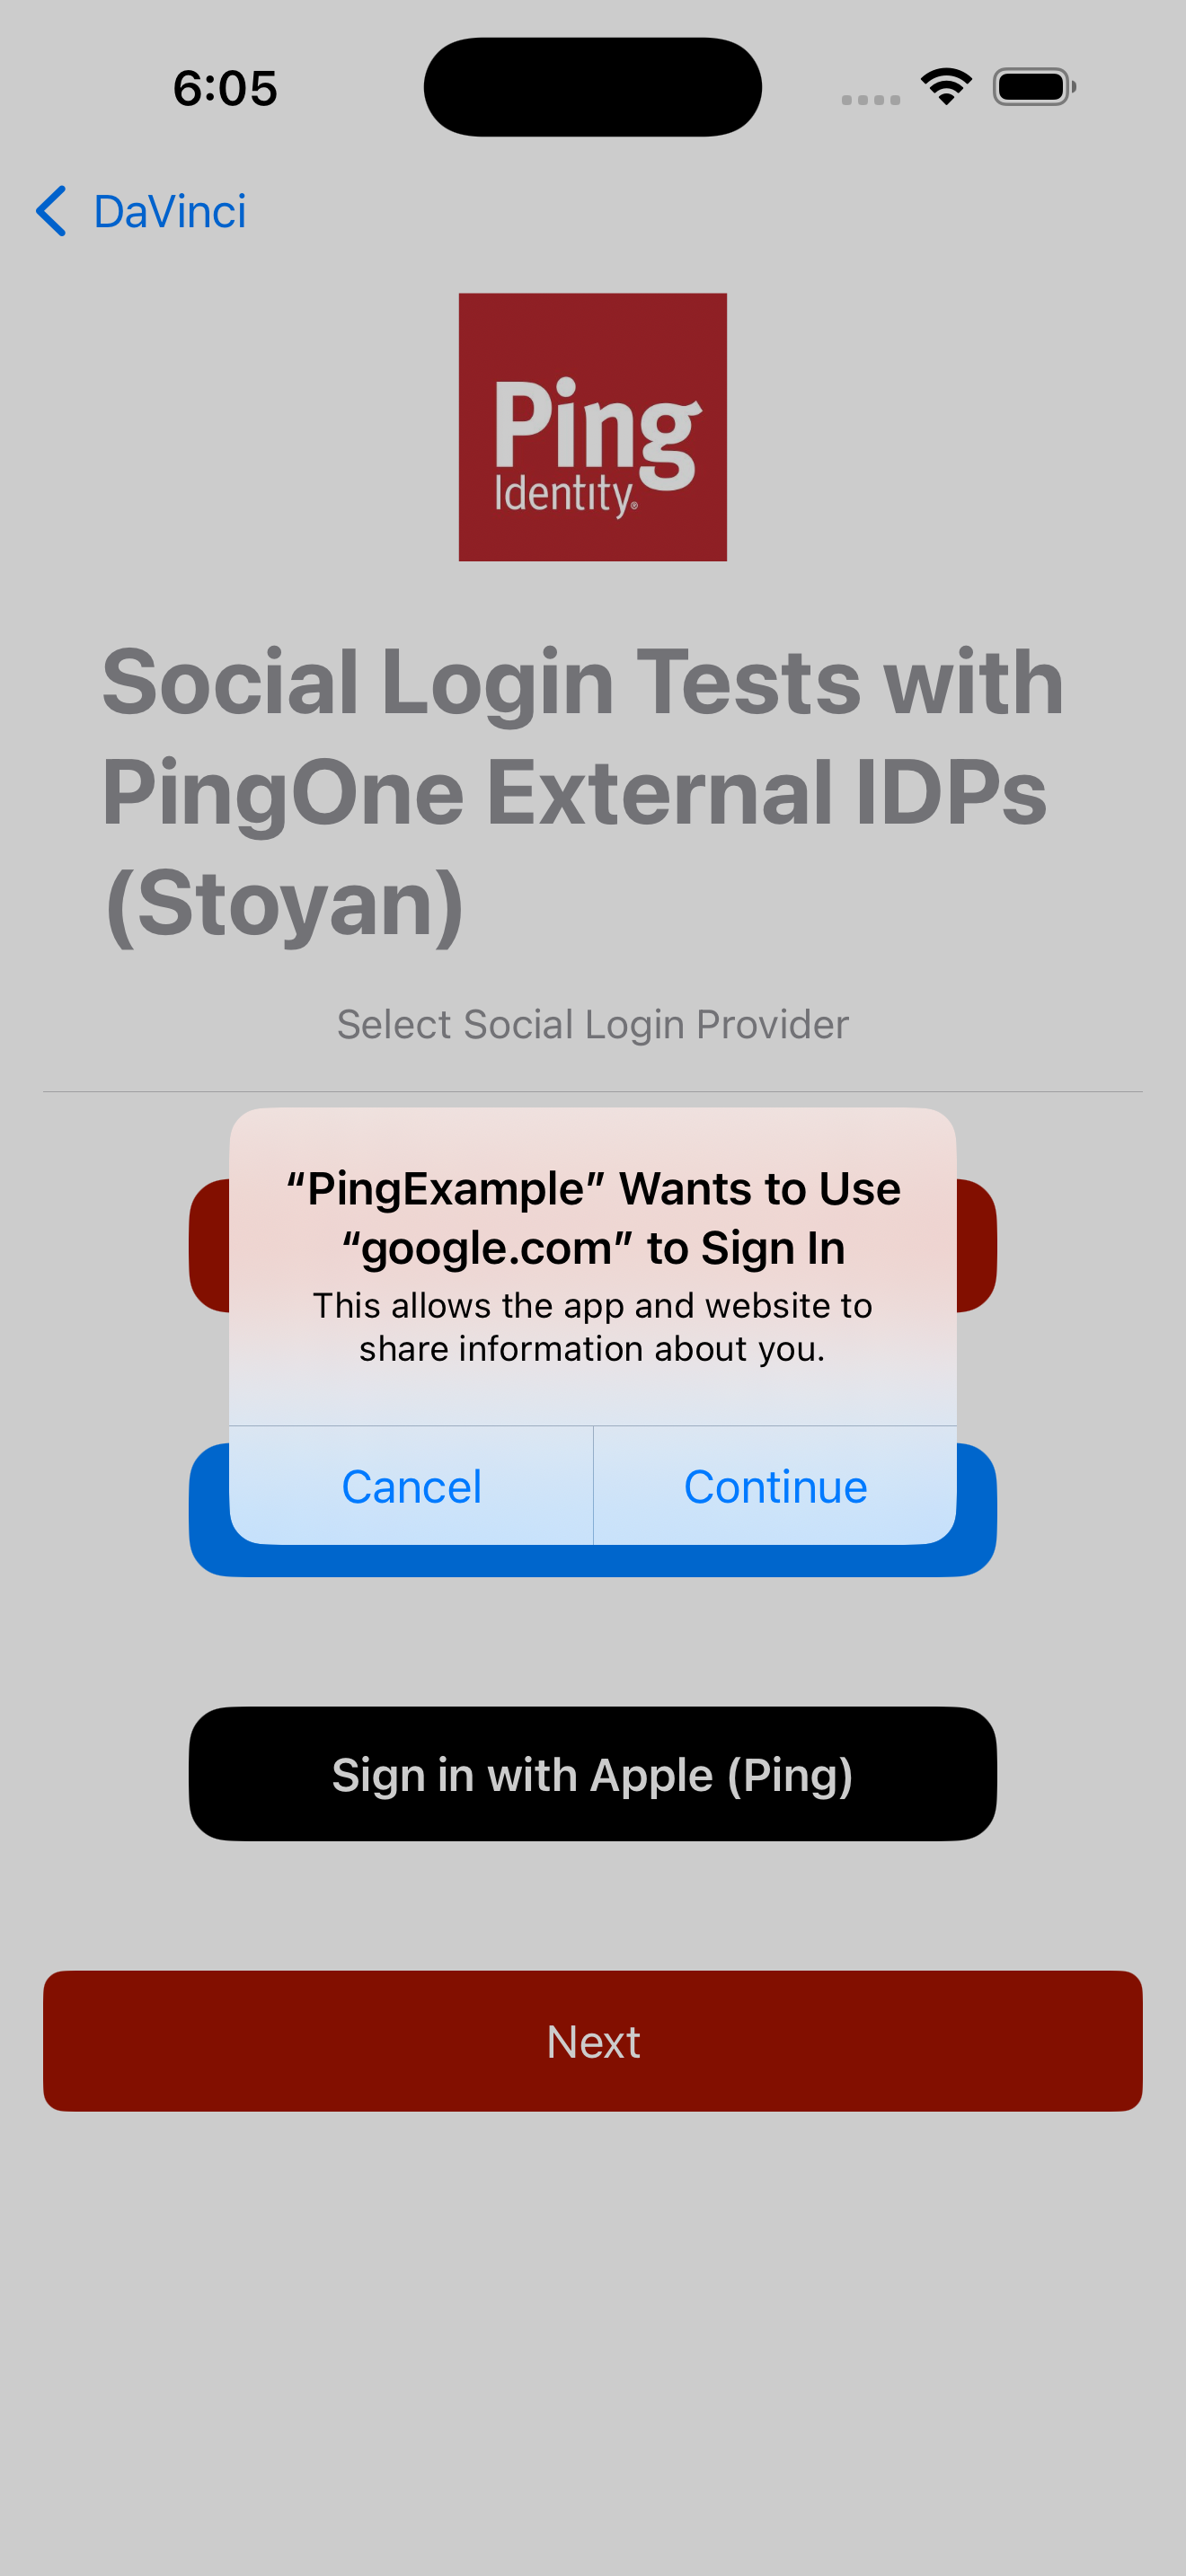 6:05
DaVinci
Ping
Identity®
Social Login Tests with
PingOne External IDPs
(Stoyan)
Select Social Login Provider
“PingExample” Wants to Use
“google.com” to Sign In
This allows the app and website to
share information about you.
Cancel
Continue
Sign in with Apple (Ping)
Next